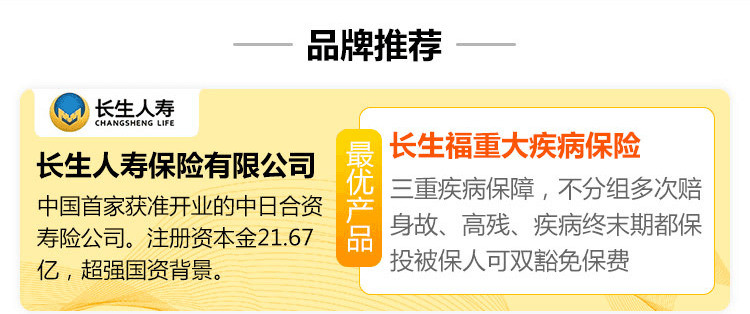 品牌推荐
长生人寿
CHANGSHENG LIFE
长生人寿保险有限公司
中国首家获准开业的中日合资
寿险公司。注册资本金21.67
亿，超强国资背景。
最优产品
长生福重大疾病保险
三重疾病保障，不分组多次赔
身故、高残、疾病终末期都保
投被保人可双豁免保费